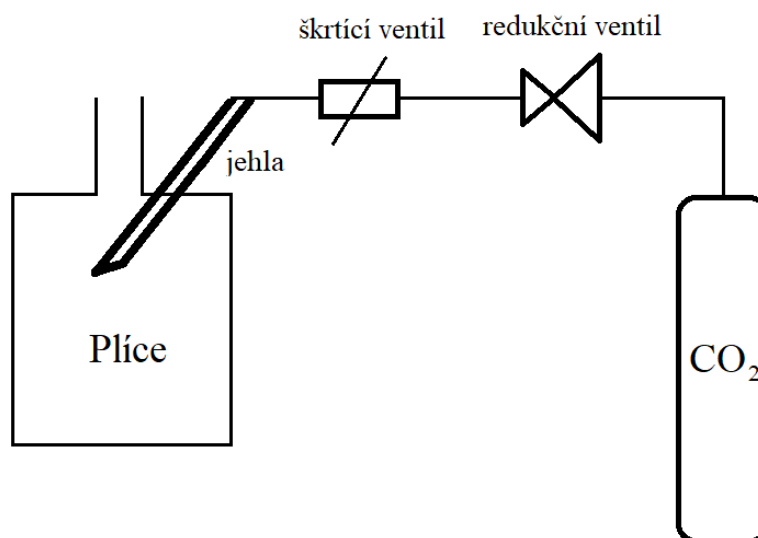 škrtící ventil
redukční ventil
jehla
Plíce
CO₂